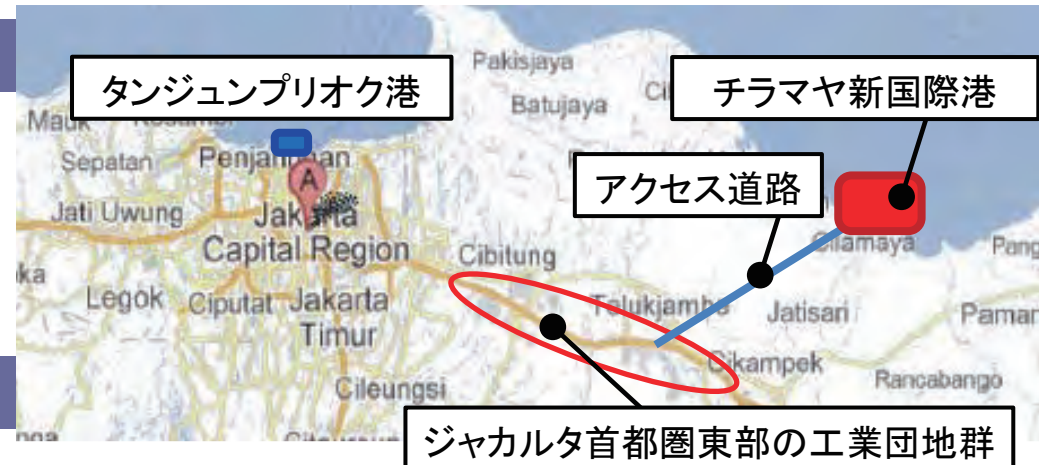 Pakisjaya
タンジュンプリオク港
チラマヤ新国際港
Batujaya
Mauk
Sepatan
Penjaringan
アクセス道路
A
Jati Uwung
Jakarta
Capital Region
Cilamaya
Cibitung
Legok
Ciputat
Jakarta
Timur
Telukjambe
Jatisari
Cikampek
Rancabango
Cileungsi
ジャカルタ首都圏東部の工業団地群